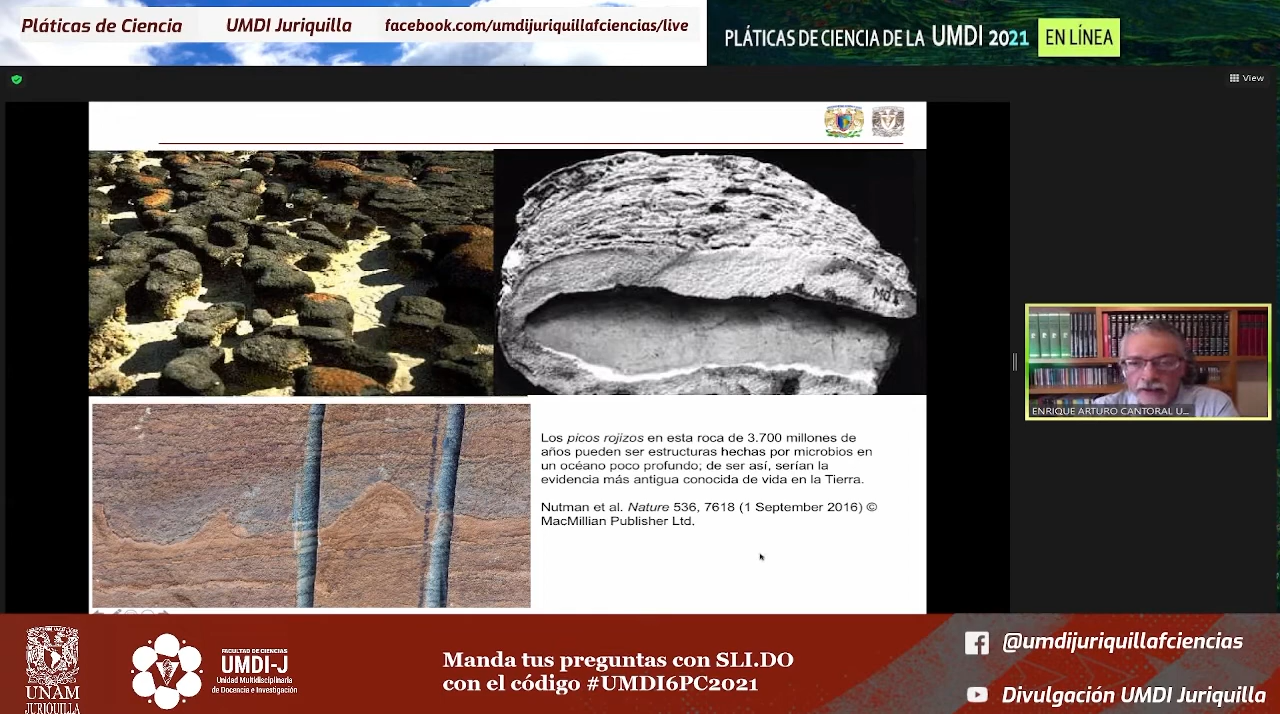 Pláticas de Ciencia
UMDI Juriquilla
facebook.com/umdijuriquillafciencias/live
PLÁTICAS DE CIENCIA DE LA UMDI 2021
EN LÍNEA
View
Los picos rojizos en esta roca de 3.700 millones de
años pueden ser estructuras hechas por microbios en
un océano poco profundo; de ser así, serían la
evidencia más antigua conocida de vida en la Tierra.
Nutman et al. Nature 536, 7618 (1 September 2016) ©
MacMillian Publisher Ltd.
ENRIQUE ARTURO CANTORAL U...
UNAM
JURIQUILLA
FACULTAD DE CIENCIAS
UMDI-J
Unidad Multidisciplinaria
de Docencia e Investigación
Manda tus preguntas con SLI.DO
con el código #UMDI6PC2021
@umdijuriquillafciencias
Divulgación UMDI Juriquilla